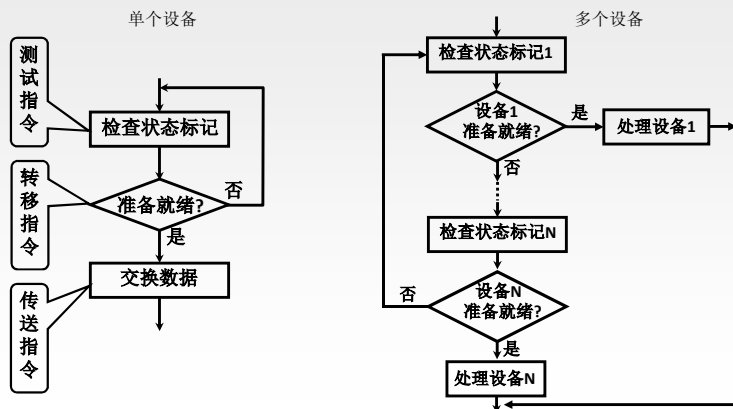 单个设备
测
试
指
令
检查状态标记
转
移
指
令
准备就绪?
否
是
交换数据
传
送
指
令
多个设备
检查状态标记1
设备1
准备就绪?
是
处理设备1
否
检查状态标记N
设备N
准备就绪?
否
是
处理设备N